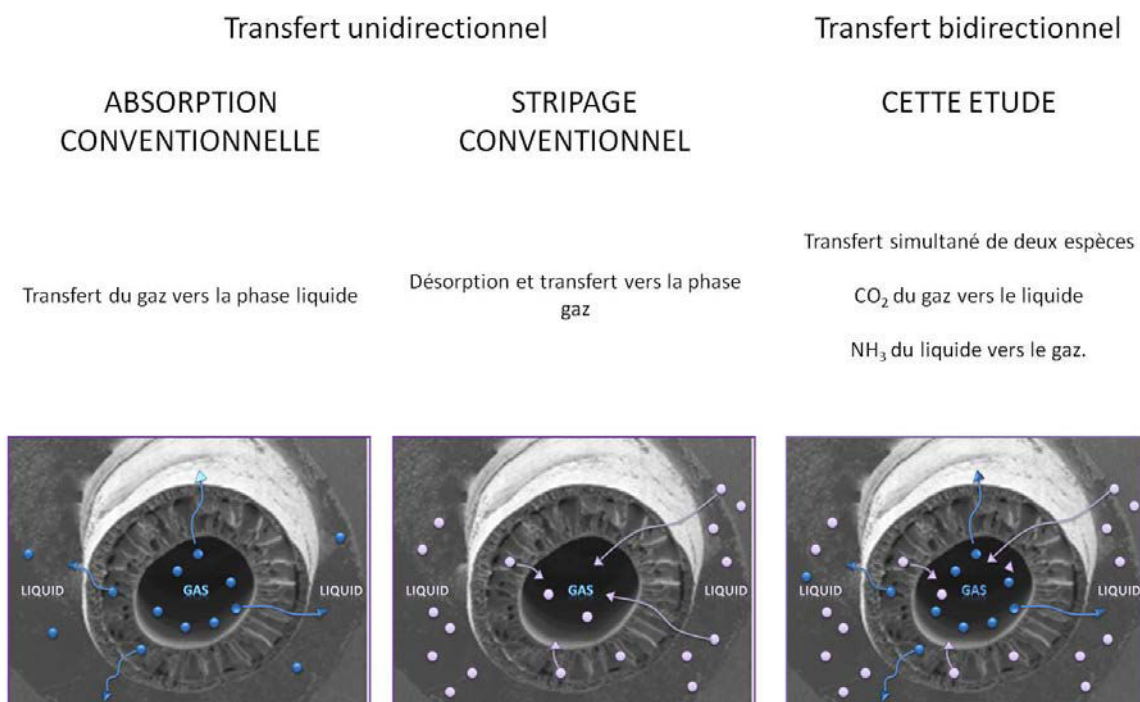 Transfert unidirectionnel
Transfert bidirectionnel
ABSORPTION
CONVENTIONNELLE
STRIPAGE
CONVENTIONNEL
CETTE ETUDE
Transfert du gaz vers la phase liquide
Désorption et transfert vers la phase
gaz
Transfert simultané de deux espèces
CO₂ du gaz vers le liquide
NH₃ du liquide vers le gaz.
LIQUID GAS LIQUID
LIQUID GAS LIQUID
LIQUID GAS LIQUID